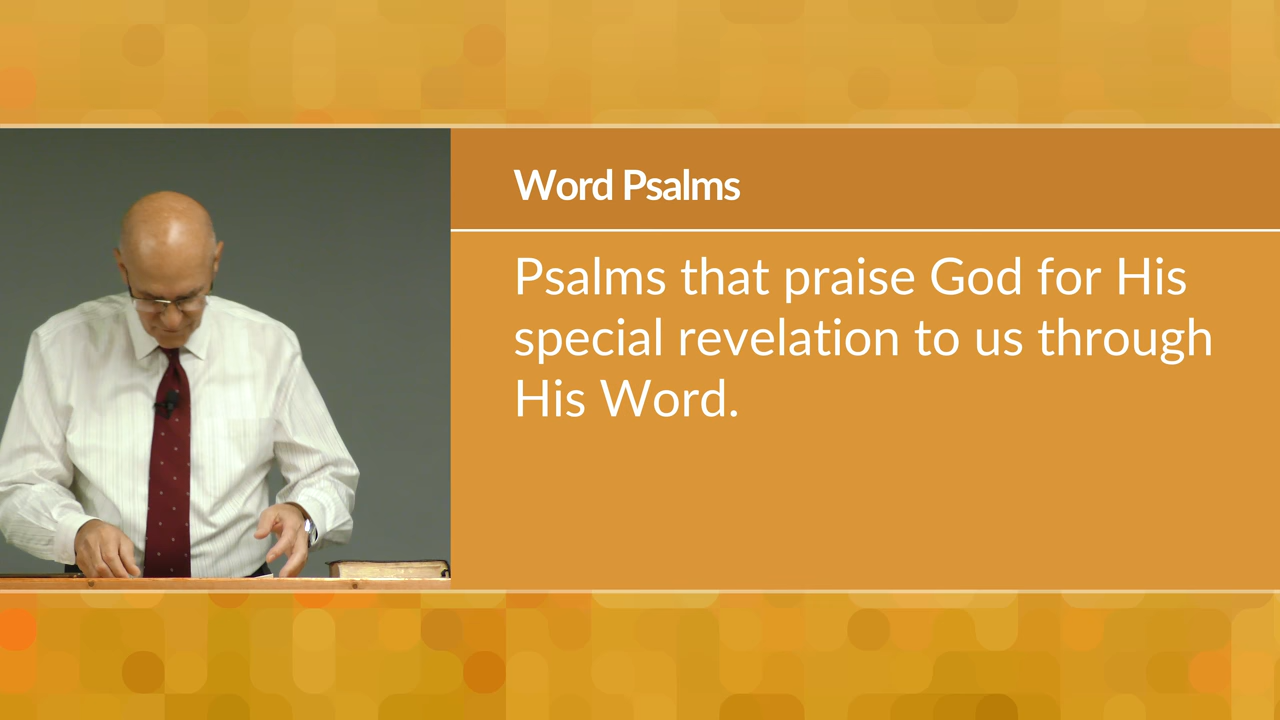 Word Psalms
Psalms that praise God for His
special revelation to us through
His Word.